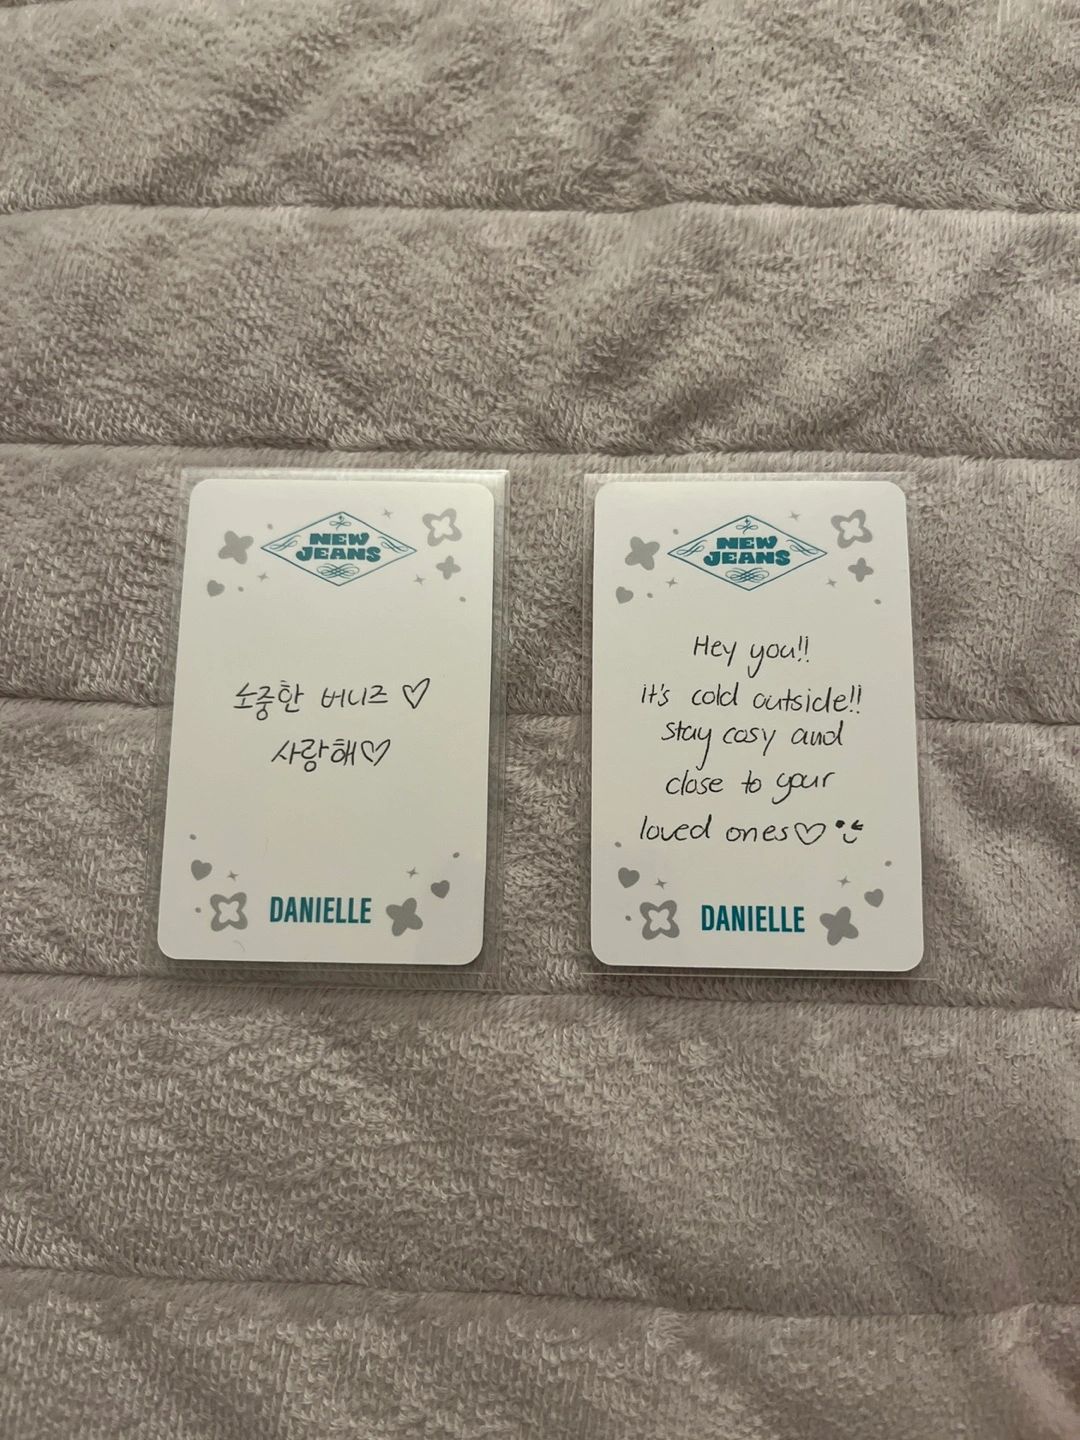 NEW
JEANS
소중한 버니즈 ♡
사랑해♡
DANIELLE
NEW
JEANS
Hey you!!
it's cold outside!!
stay cosy and
close to your
loved ones♡
DANIELLE